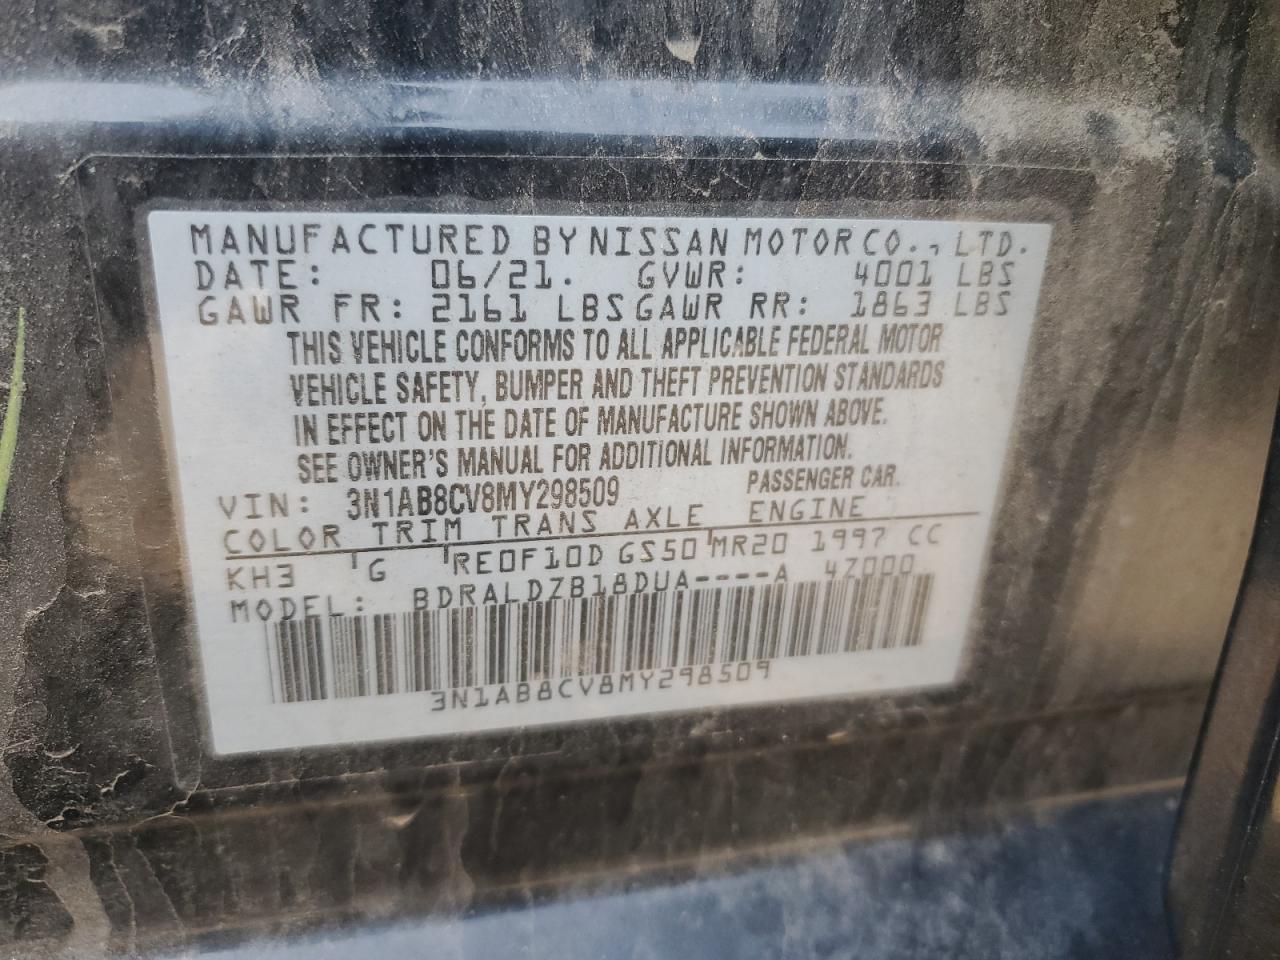 MANUFACTURED BY NISSAN MOTOR CO., LTD.
DATE: 06/21. GVWR: 4001 LBS
GAWR FR: 2161 LBS GAWR RR: 1863 LBS
THIS VEHICLE CONFORMS TO ALL APPLICABLE FEDERAL MOTOR
VEHICLE SAFETY, BUMPER AND THEFT PREVENTION STANDARDS
IN EFFECT ON THE DATE OF MANUFACTURE SHOWN ABOVE.
SEE OWNER'S MANUAL FOR ADDITIONAL INFORMATION.
VIN: 3N1AB8CV8MY298509 PASSENGER CAR.
COLOR TRIM TRANS AXLE ENGINE
KH3 G RE0F10D GS50 MR20 1997 CC
MODEL: BDRALDZB18DUA----A 4Z000
3N1AB8CV8MY298509